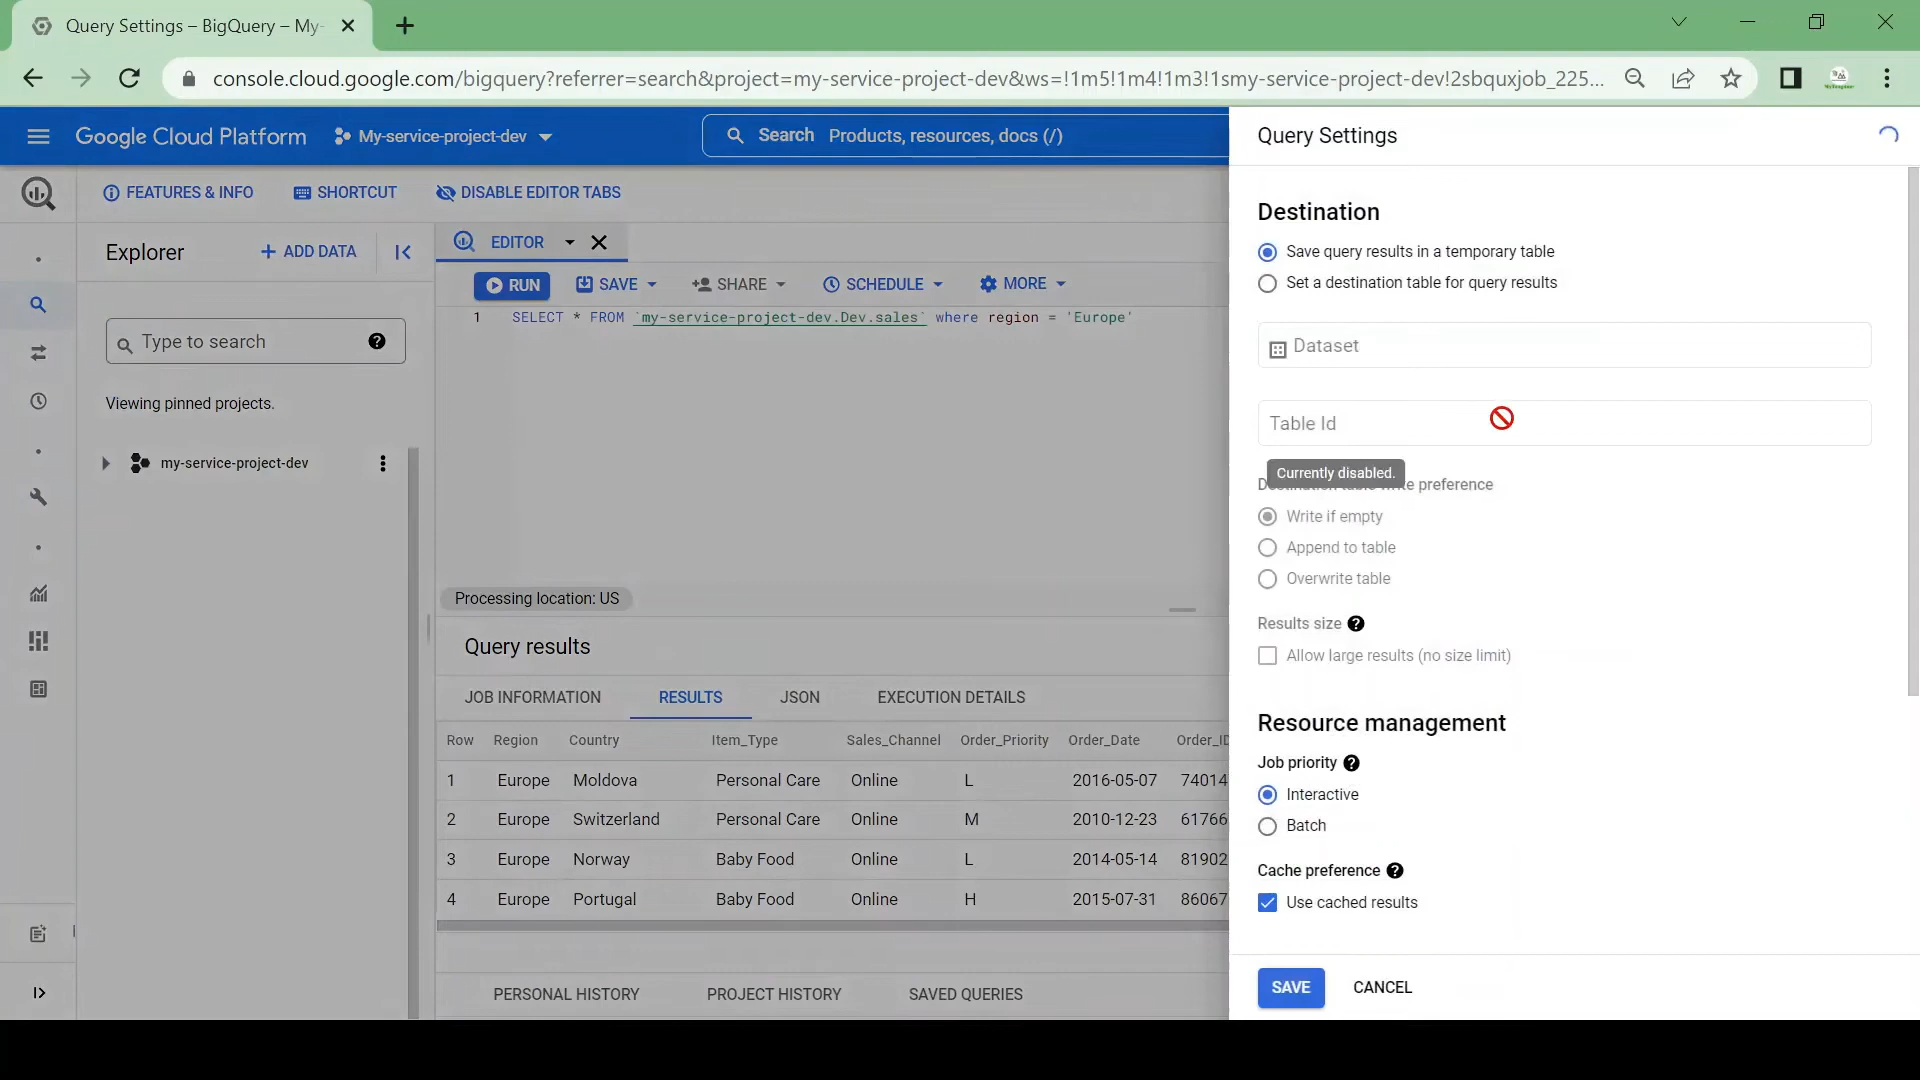 Query Settings – BigQuery – My-
console.cloud.google.com/bigquery?referrer=search&project=my-service-project-dev&ws=!1m5!1m4!1m3!1smy-service-project-dev!2sbquxjob_225...
Google Cloud Platform
My-service-project-dev
Search Products, resources, docs (/)
FEATURES & INFO
SHORTCUT
DISABLE EDITOR TABS
Explorer
+ ADD DATA
Type to search
Viewing pinned projects.
my-service-project-dev
EDITOR
RUN
SAVE
SHARE
SCHEDULE
MORE
1 SELECT * FROM `my-service-project-dev.Dev.sales` where region = 'Europe'
Processing location: US
Query results
JOB INFORMATION
RESULTS
JSON
EXECUTION DETAILS
Row Region Country Item_Type Sales_Channel Order_Priority Order_Date Order_ID
1 Europe Moldova Personal Care Online L 2016-05-07 74014
2 Europe Switzerland Personal Care Online M 2010-12-23 61766
3 Europe Norway Baby Food Online L 2014-05-14 81902
4 Europe Portugal Baby Food Online H 2015-07-31 86067
PERSONAL HISTORY
PROJECT HISTORY
SAVED QUERIES
Query Settings
Destination
Save query results in a temporary table
Set a destination table for query results
Dataset
Table Id
Currently disabled.
preference
Write if empty
Append to table
Overwrite table
Results size
Allow large results (no size limit)
Resource management
Job priority
Interactive
Batch
Cache preference
Use cached results
SAVE
CANCEL